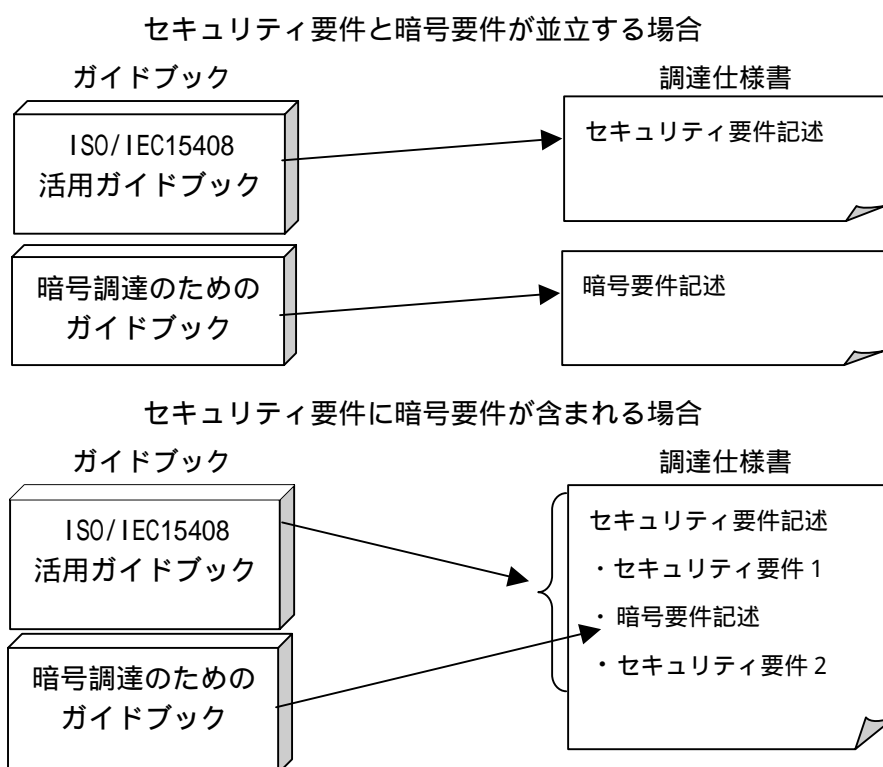 セキュリティ要件と暗号要件が並立する場合
ガイドブック
調達仕様書
ISO/IEC15408
活用ガイドブック
セキュリティ要件記述
暗号調達のための
ガイドブック
暗号要件記述
セキュリティ要件に暗号要件が含まれる場合
ガイドブック
調達仕様書
ISO/IEC15408
活用ガイドブック
暗号調達のための
ガイドブック
セキュリティ要件記述
・セキュリティ要件1
・暗号要件記述
・セキュリティ要件2